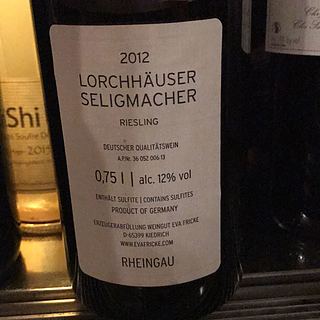 2012
LORCHHÄUSER
SELIGMACHER
RIESLING
DEUTSCHER QUALITÄTSWEIN
A.P.Nr. 36 052 006 13
0,75 l | alc. 12% vol
ENTHÄLT SULFITE | CONTAINS SULFITES
PRODUCT OF GERMANY
ERZEUGERABFÜLLUNG WEINGUT EVA FRICKE
D-65399 KIEDRICH
WWW.EVAFRICKE.COM
RHEINGAU
Shi